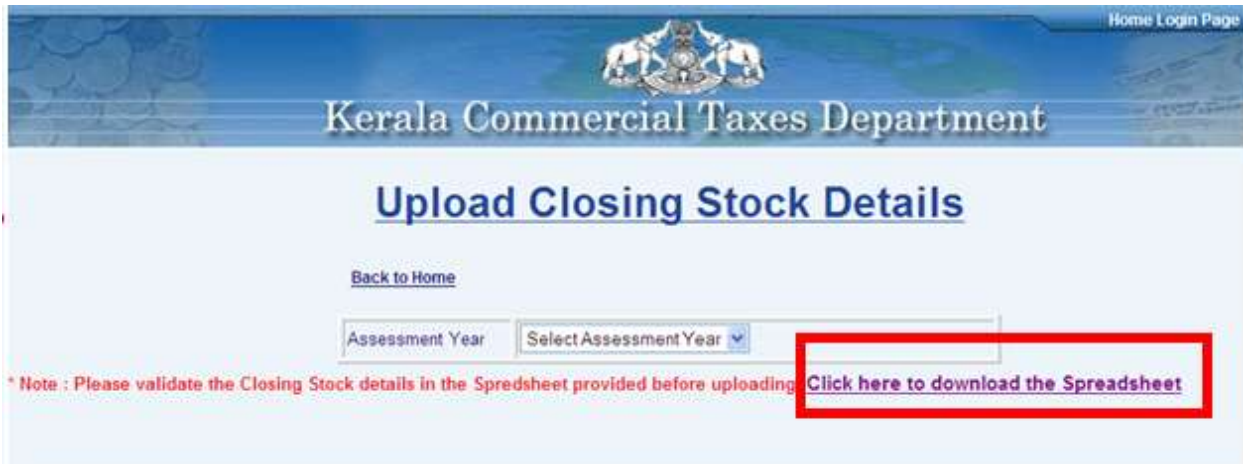 Home Login Page
Kerala Commercial Taxes Department
Upload Closing Stock Details
Back to Home
Assessment Year Select Assessment Year
* Note : Please validate the Closing Stock details in the Spredsheet provided before uploading Click here to download the Spreadsheet